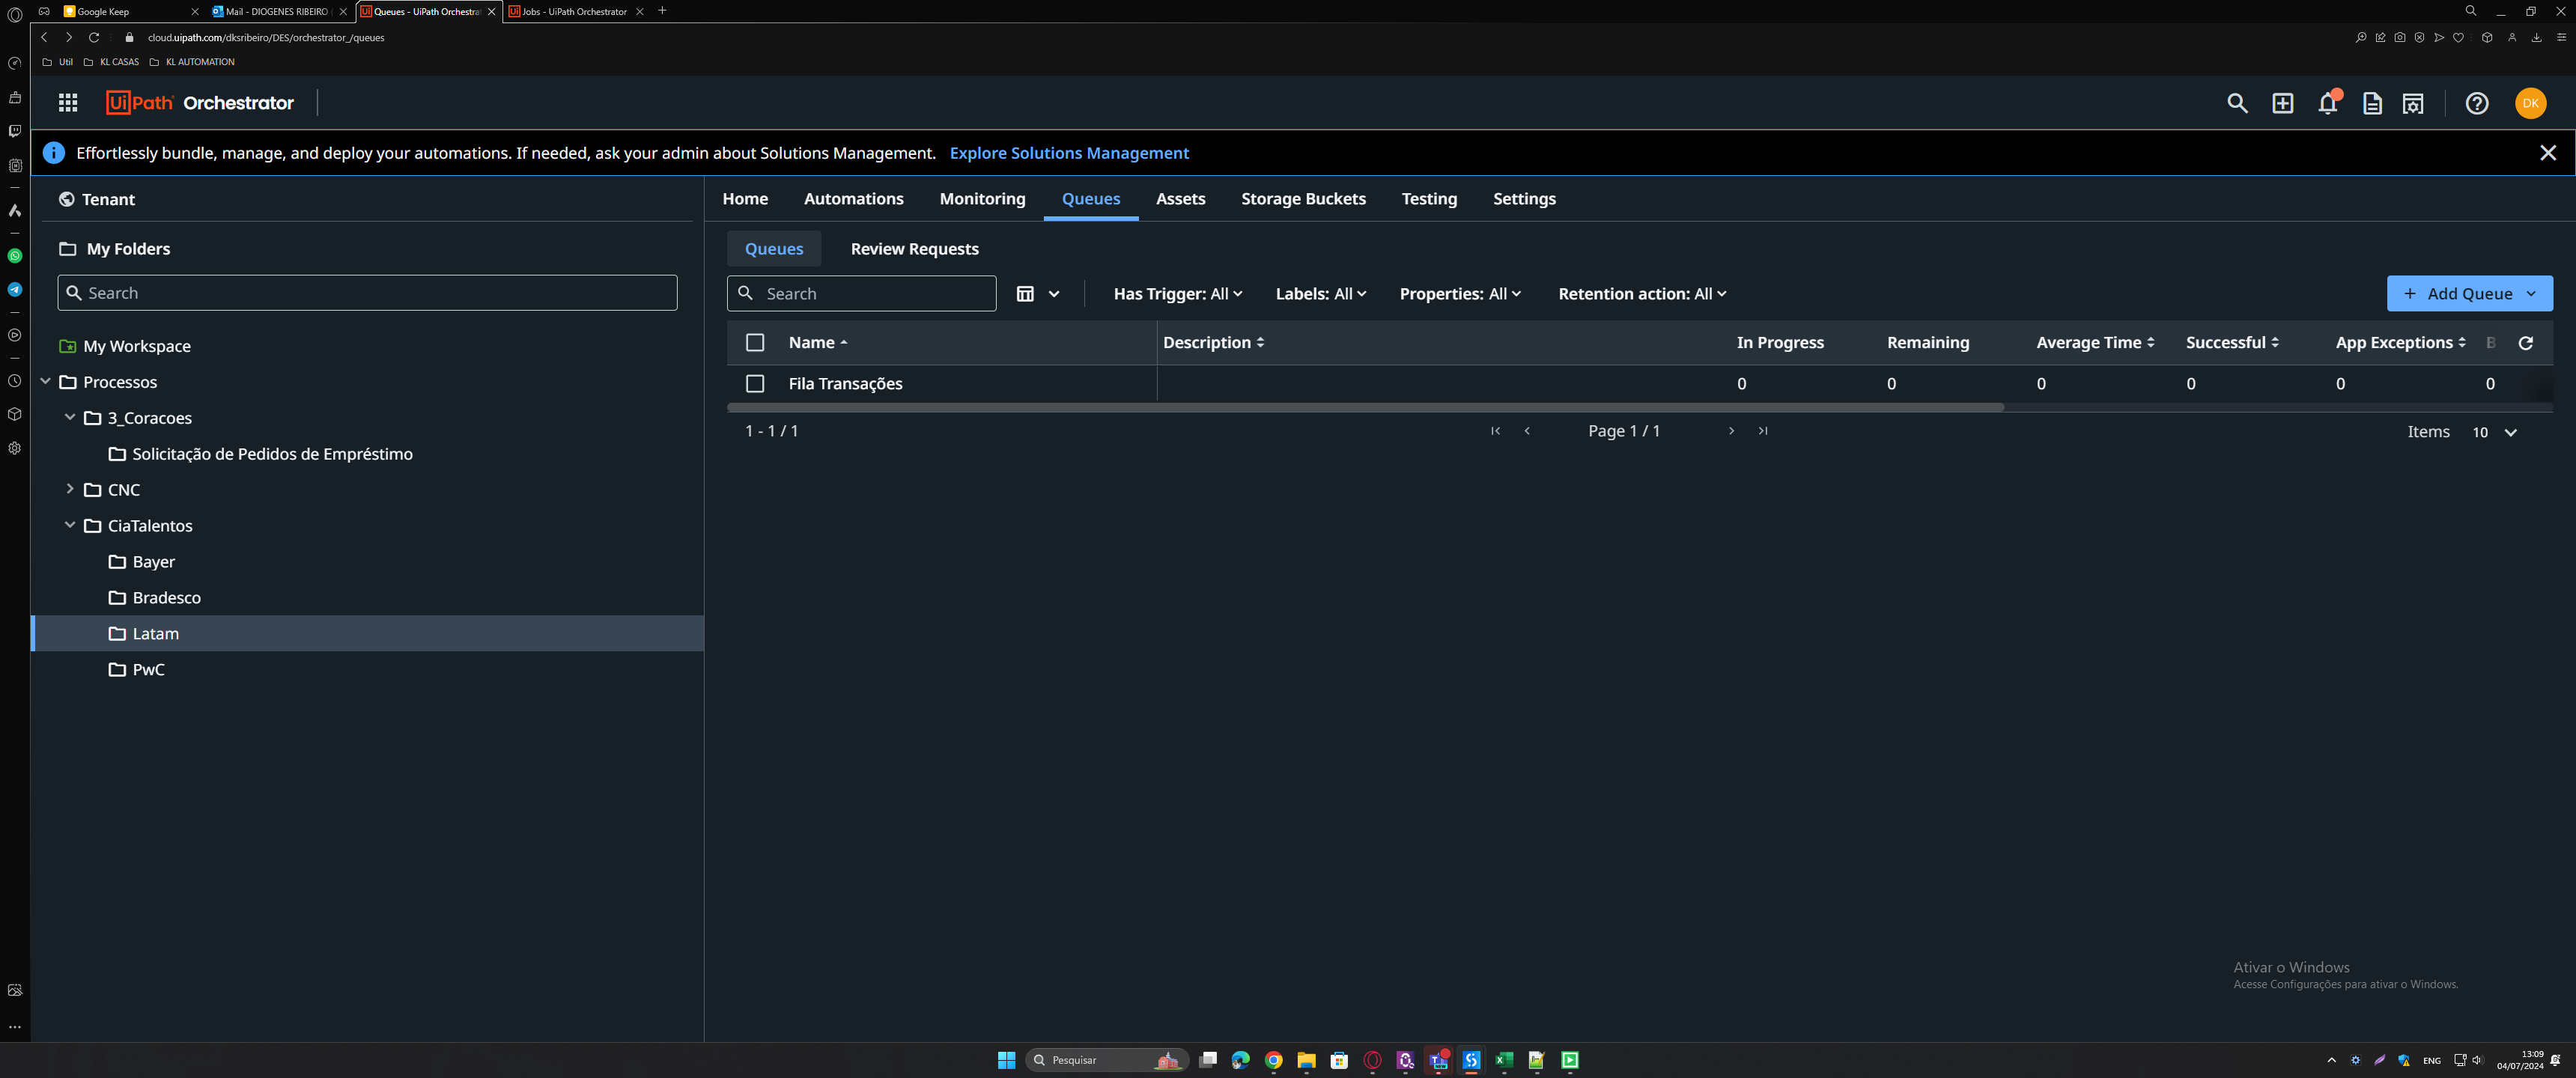 Google Keep
Mail - DIOGENES RIBEIRO
Queues - UiPath Orchestra
Jobs - UiPath Orchestrator
cloud.uipath.com/dksribeiro/DES/orchestrator_/queues
Util
KL CASAS
KL AUTOMATION
UiPath Orchestrator
DK
Effortlessly bundle, manage, and deploy your automations. If needed, ask your admin about Solutions Management. Explore Solutions Management
Tenant
Home Automations Monitoring Queues Assets Storage Buckets Testing Settings
My Folders
Queues Review Requests
Search
Search
Has Trigger: All Labels: All Properties: All Retention action: All
+ Add Queue
Name Description In Progress Remaining Average Time Successful App Exceptions B
Fila Transações 0 0 0 0 0 0
1 - 1 / 1 Page 1 / 1 Items 10
My Workspace
Processos
3_Coracoes
Solicitação de Pedidos de Empréstimo
CNC
CiaTalentos
Bayer
Bradesco
Latam
PwC
Ativar o Windows
Acesse Configurações para ativar o Windows.
Pesquisar
ENG
13:09
04/07/2024